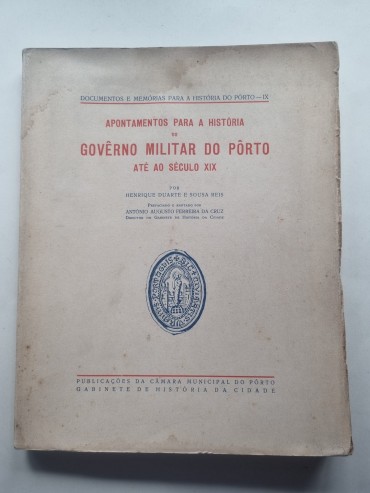 DOCUMENTOS E MEMÓRIAS PARA A HISTÓRIA DO PÔRTO — IX
APONTAMENTOS PARA A HISTÓRIA
DO
GOVÊRNO MILITAR DO PÔRTO
ATÉ AO SÉCULO XIX
POR
HENRIQUE DUARTE E SOUSA REIS
PREFACIADO E ANOTADO POR
ANTÓNIO AUGUSTO FERREIRA DA CRUZ
DIRECTOR DO GABINETE DE HISTÓRIA DA CIDADE
PUBLICAÇÕES DA CÂMARA MUNICIPAL DO PÔRTO
GABINETE DE HISTÓRIA DA CIDADE